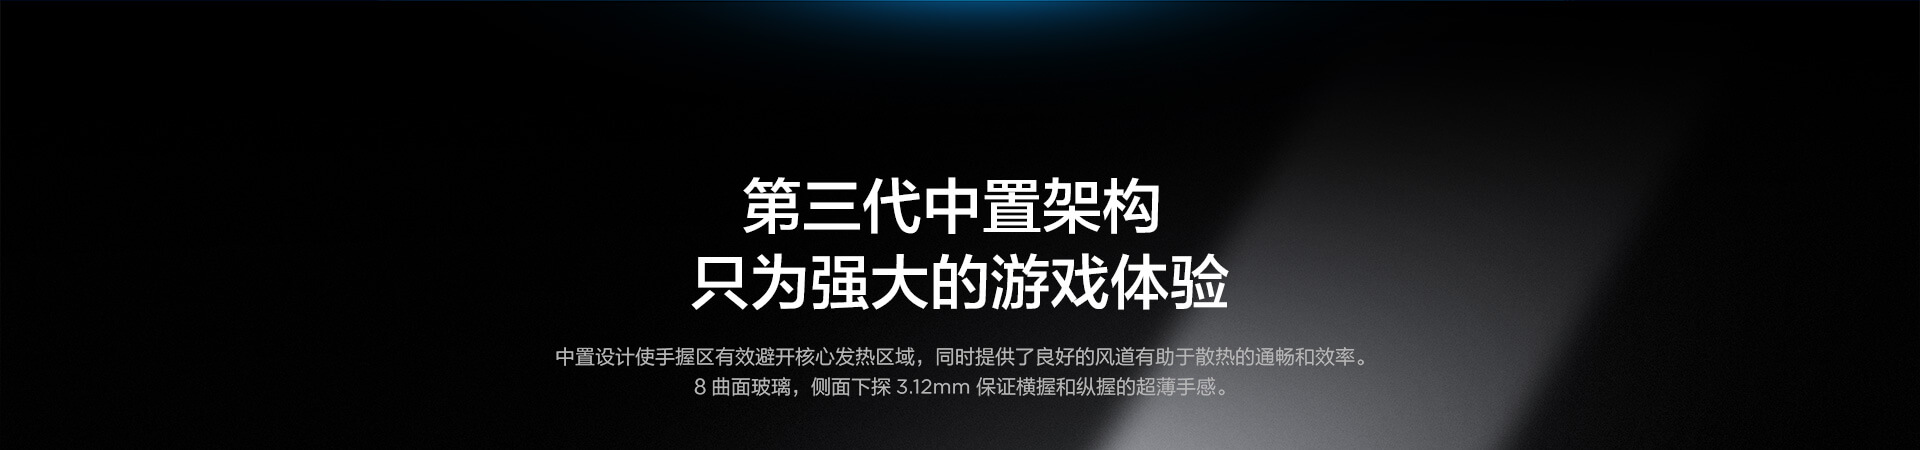 第三代中置架构
只为强大的游戏体验
中置设计使手握区有效避开核心发热区域，同时提供了良好的风道有助于散热的通畅和效率。
8 曲面玻璃，侧面下探 3.12mm 保证横握和纵握的超薄手感。